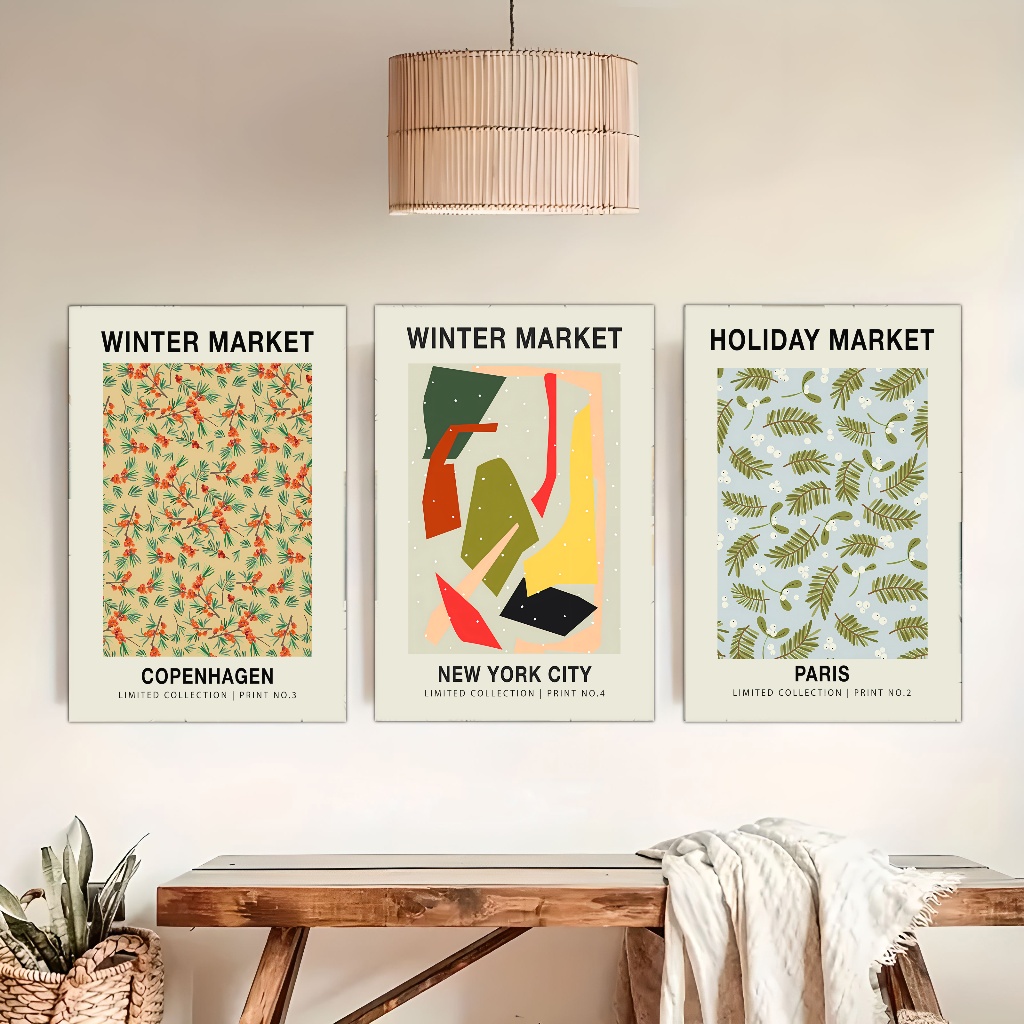 WINTER MARKET
COPENHAGEN
LIMITED COLLECTION | PRINT NO.3
WINTER MARKET
NEW YORK CITY
LIMITED COLLECTION | PRINT NO.4
HOLIDAY MARKET
PARIS
LIMITED COLLECTION | PRINT NO.2